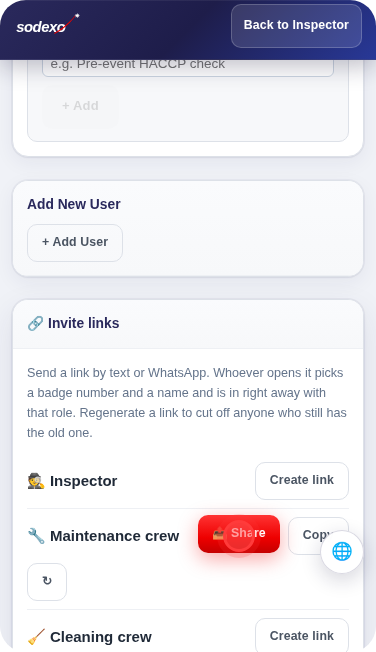 sodexo
Back to Inspector
e.g. Pre-event HACCP check
+ Add
Add New User
+ Add User
Invite links
Send a link by text or WhatsApp. Whoever opens it picks
a badge number and a name and is in right away with
that role. Regenerate a link to cut off anyone who still has
the old one.
Inspector
Create link
Maintenance crew
Share
Copy
Cleaning crew
Create link